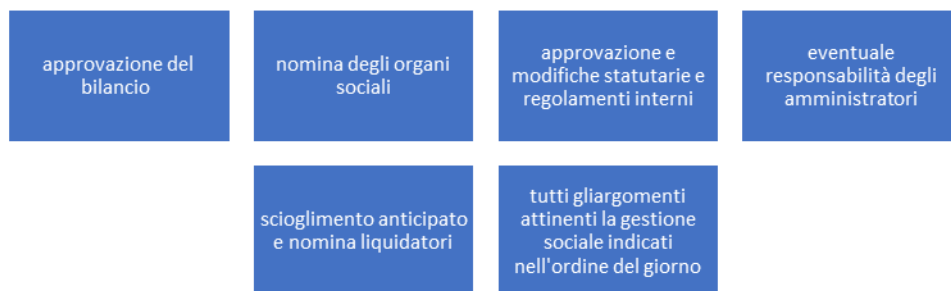 approvazione del
bilancio
nomina degli organi
sociali
approvazione e
modifiche statutarie e
regolamenti interni
eventuale
responsabilità degli
amministratori
scioglimento anticipato
e nomina liquidatori
tutti gliargomenti
attinenti la gestione
sociale indicati
nell'ordine del giorno